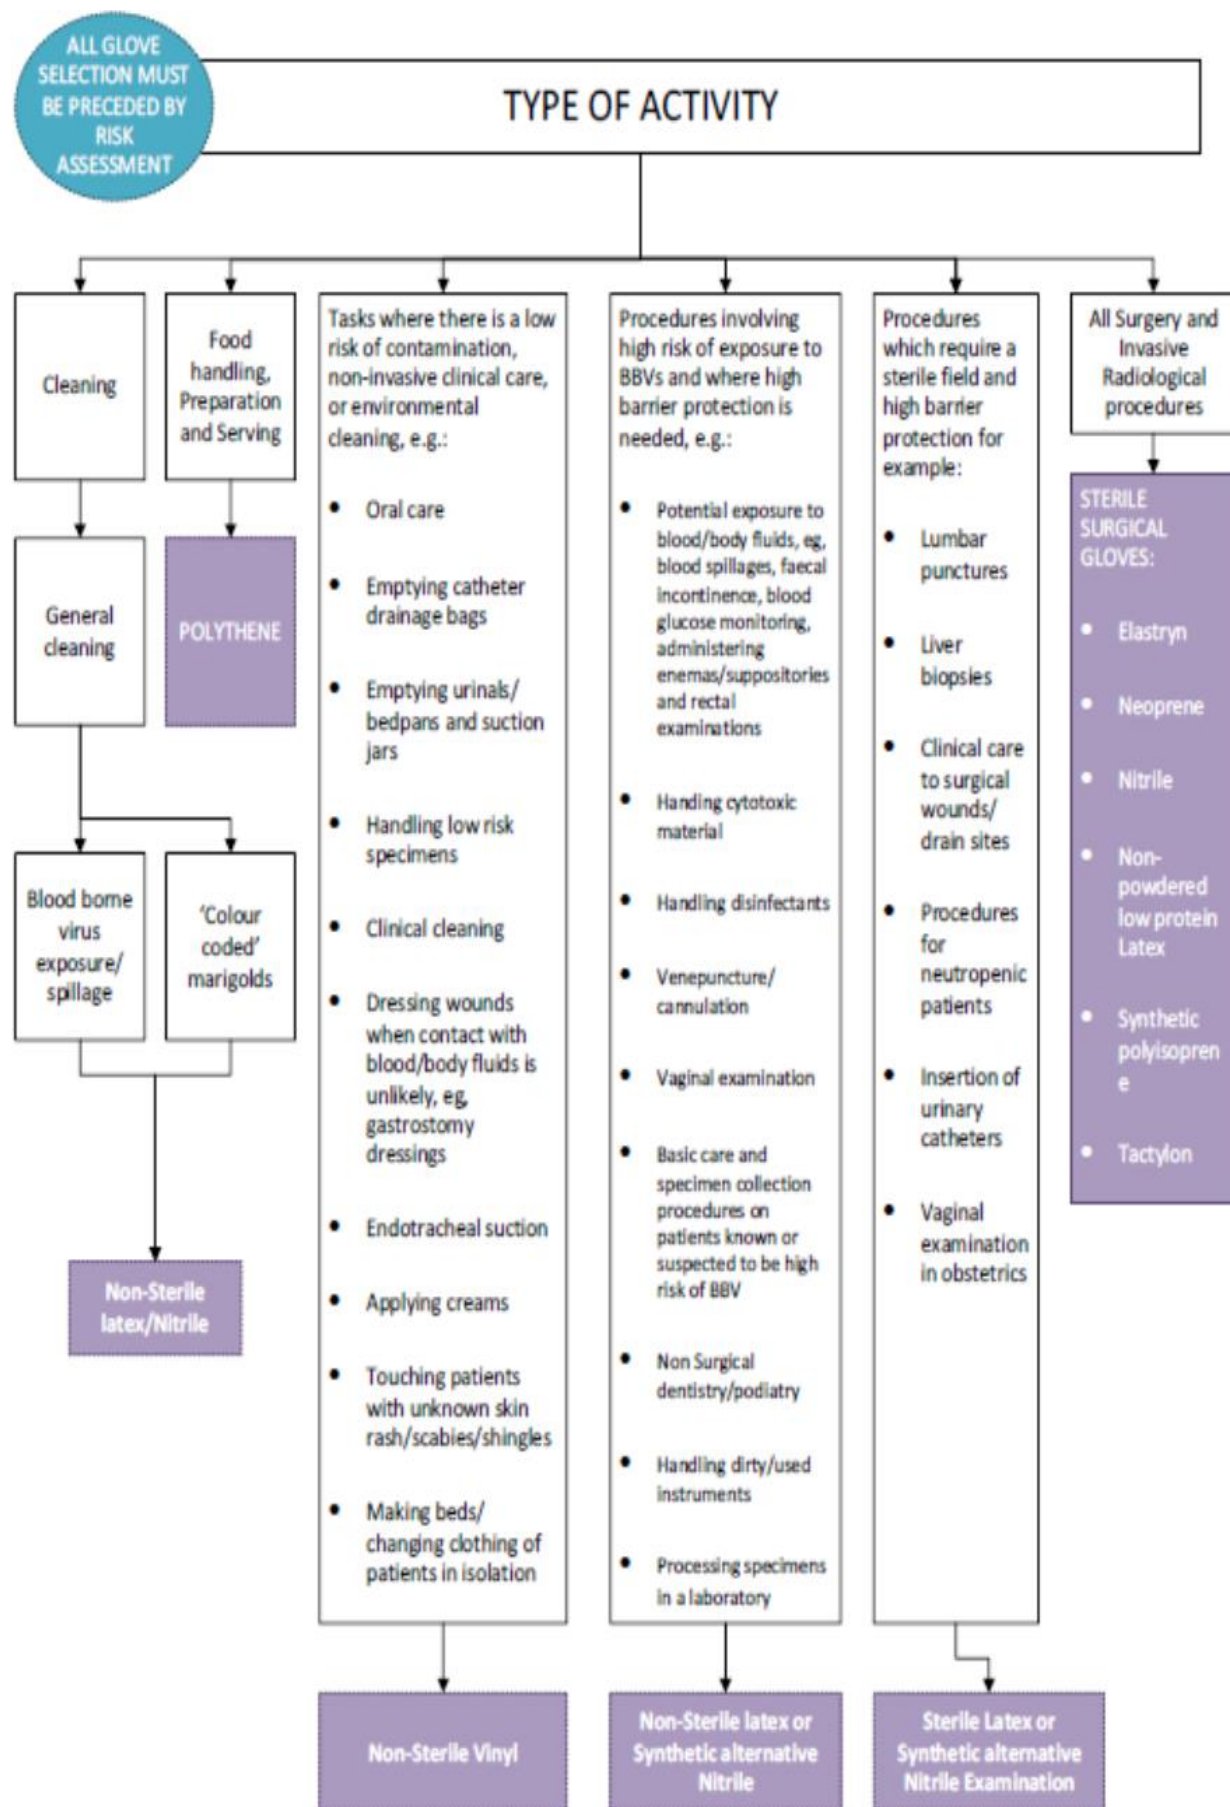 ALL GLOVE
SELECTION MUST
BE PRECEDED BY
RISK
ASSESSMENT
TYPE OF ACTIVITY
Cleaning
General
cleaning
Blood borne
virus
exposure/
spillage
'Colour
coded'
marigolds
Non-Sterile
latex/Nitrile
Food
handling,
Preparation
and Serving
POLYTHENE
Tasks where there is a low
risk of contamination,
non-invasive clinical care,
or environmental
cleaning, e.g.:
• Oral care
• Emptying catheter
drainage bags
• Emptying urinals/
bedpans and suction
jars
• Handling low risk
specimens
• Clinical cleaning
• Dressing wounds
when contact with
blood/body fluids is
unlikely, eg,
gastrostomy
dressings
• Endotracheal suction
• Applying creams
• Touching patients
with unknown skin
rash/scabies/shingles
• Making beds/
changing clothing of
patients in isolation
Non-Sterile Vinyl
Procedures involving
high risk of exposure to
BBVs and where high
barrier protection is
needed, e.g.:
• Potential exposure to
blood/body fluids, eg,
blood spillages, faecal
incontinence, blood
glucose monitoring,
administering
enemas/suppositories
and rectal
examinations
• Handing cytotoxic
material
• Handling disinfectants
• Venepuncture/
cannulation
• Vaginal examination
• Basic care and
specimen collection
procedures on
patients known or
suspected to be high
risk of BBV
• Non Surgical
dentistry/podiatry
• Handling dirty/used
instruments
• Processing specimens
in a laboratory
Non-Sterile latex or
Synthetic alternative
Nitrile
Procedures
which require a
sterile field and
high barrier
protection for
example:
• Lumbar
punctures
• Liver
biopsies
• Clinical care
to surgical
wounds/
drain sites
• Procedures
for
neutropenic
patients
• Insertion of
urinary
catheters
• Vaginal
examination
in obstetrics
Sterile Latex or
Synthetic alternative
Nitrile Examination
All Surgery and
Invasive
Radiological
procedures
STERILE
SURGICAL
GLOVES:
• Elastryn
• Neoprene
• Nitrile
• Non-
powdered
low protein
Latex
• Synthetic
polyisopren
e
• Tactylon